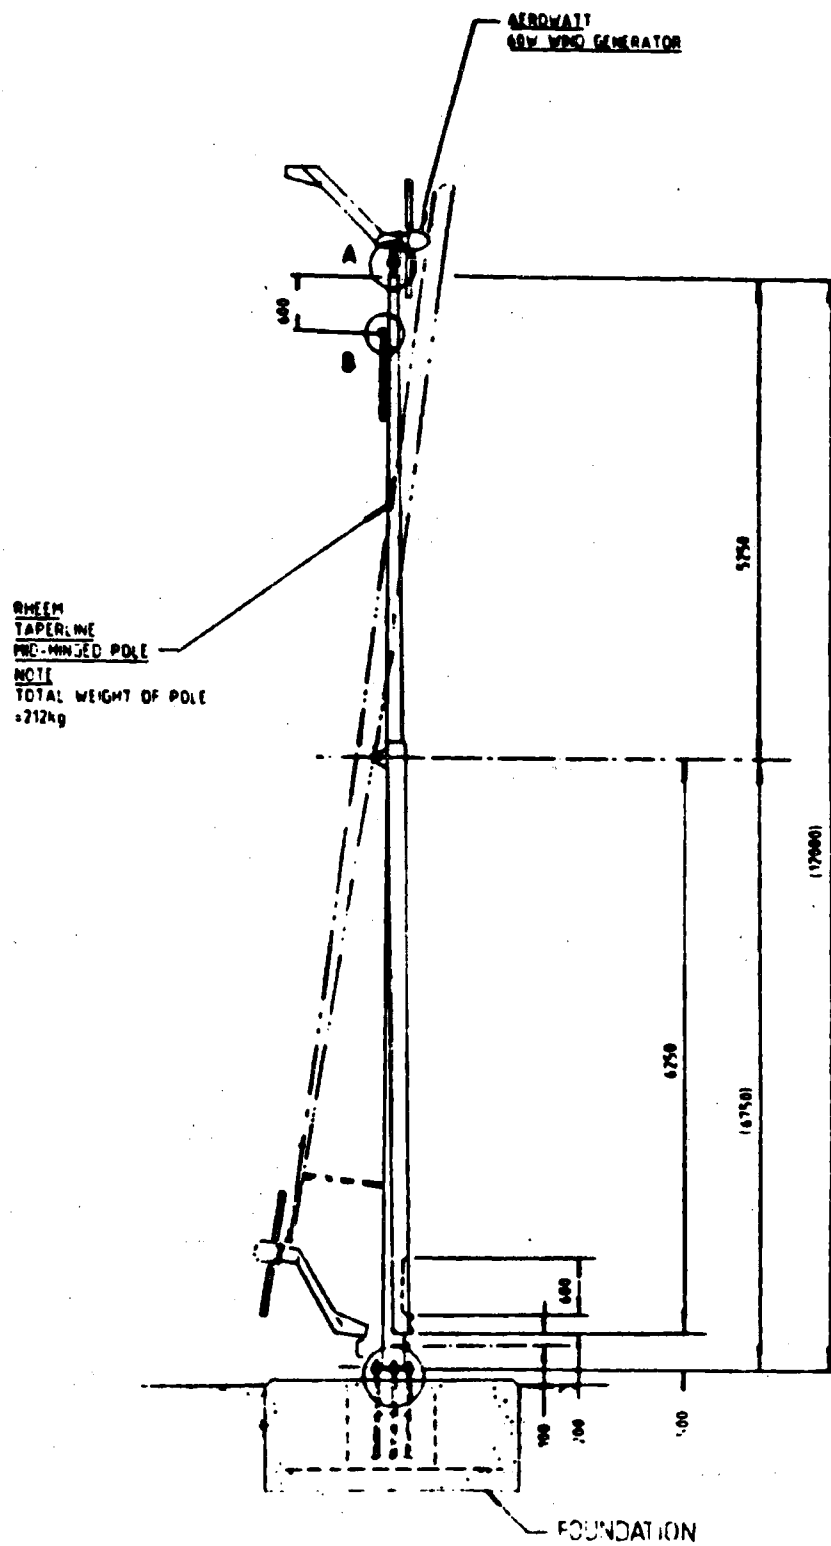 AEROWATT
60W WIND GENERATOR
A
600
B
5250
RHEEM
TAPERLINE
MID-HINGED POLE
NOTE
TOTAL WEIGHT OF POLE
=212kg
(12000)
6250
(6750)
600
100
200
FOUNDATION